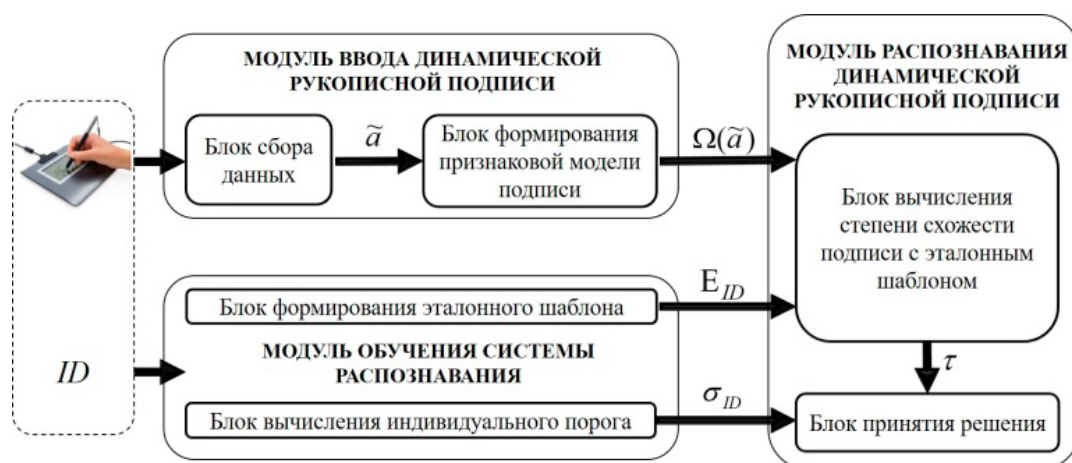 МОДУЛЬ ВВОДА ДИНАМИЧЕСКОЙ
РУКОПИСНОЙ ПОДПИСИ
Блок сбора
данных
ã
Блок формирования
признаковой модели
подписи
Ω(ã)
ID
Блок формирования эталонного шаблона
МОДУЛЬ ОБУЧЕНИЯ СИСТЕМЫ
РАСПОЗНАВАНИЯ
Блок вычисления индивидуального порога
E_ID
σ_ID
МОДУЛЬ РАСПОЗНАВАНИЯ
ДИНАМИЧЕСКОЙ
РУКОПИСНОЙ ПОДПИСИ
Блок вычисления
степени схожести
подписи с эталонным
шаблоном
τ
Блок принятия решения